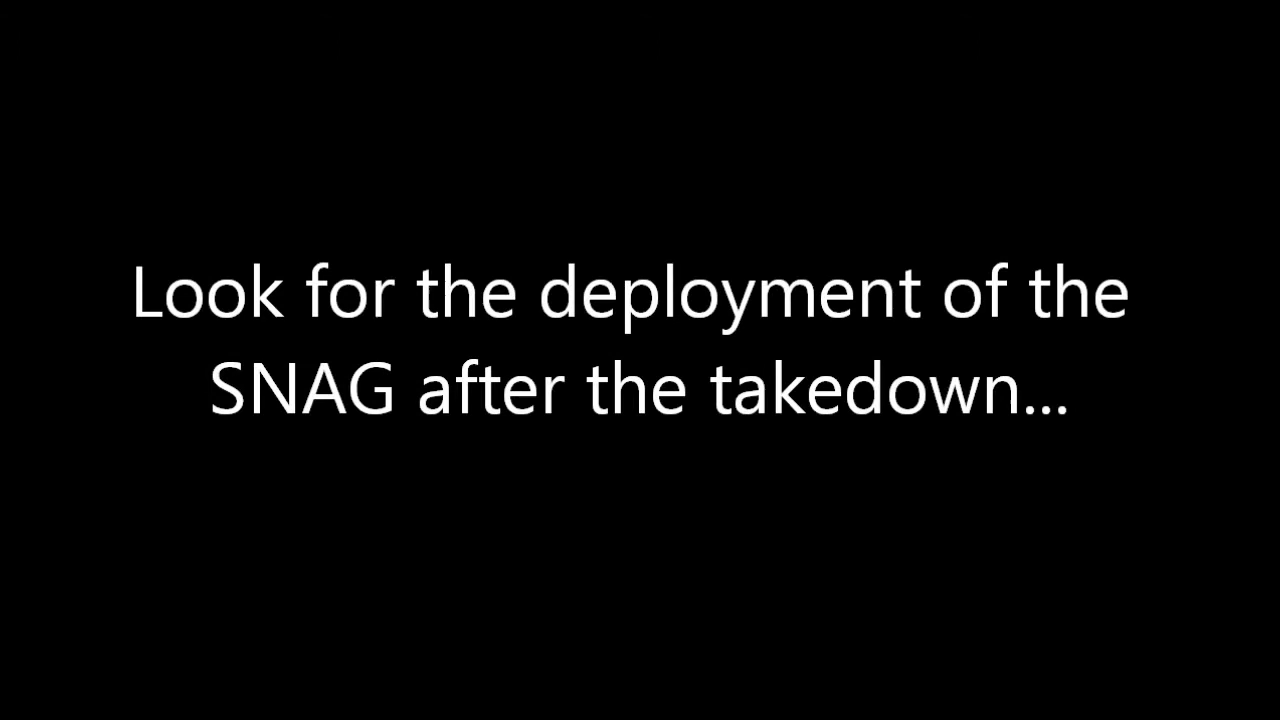 Look for the deployment of the
SNAG after the takedown...